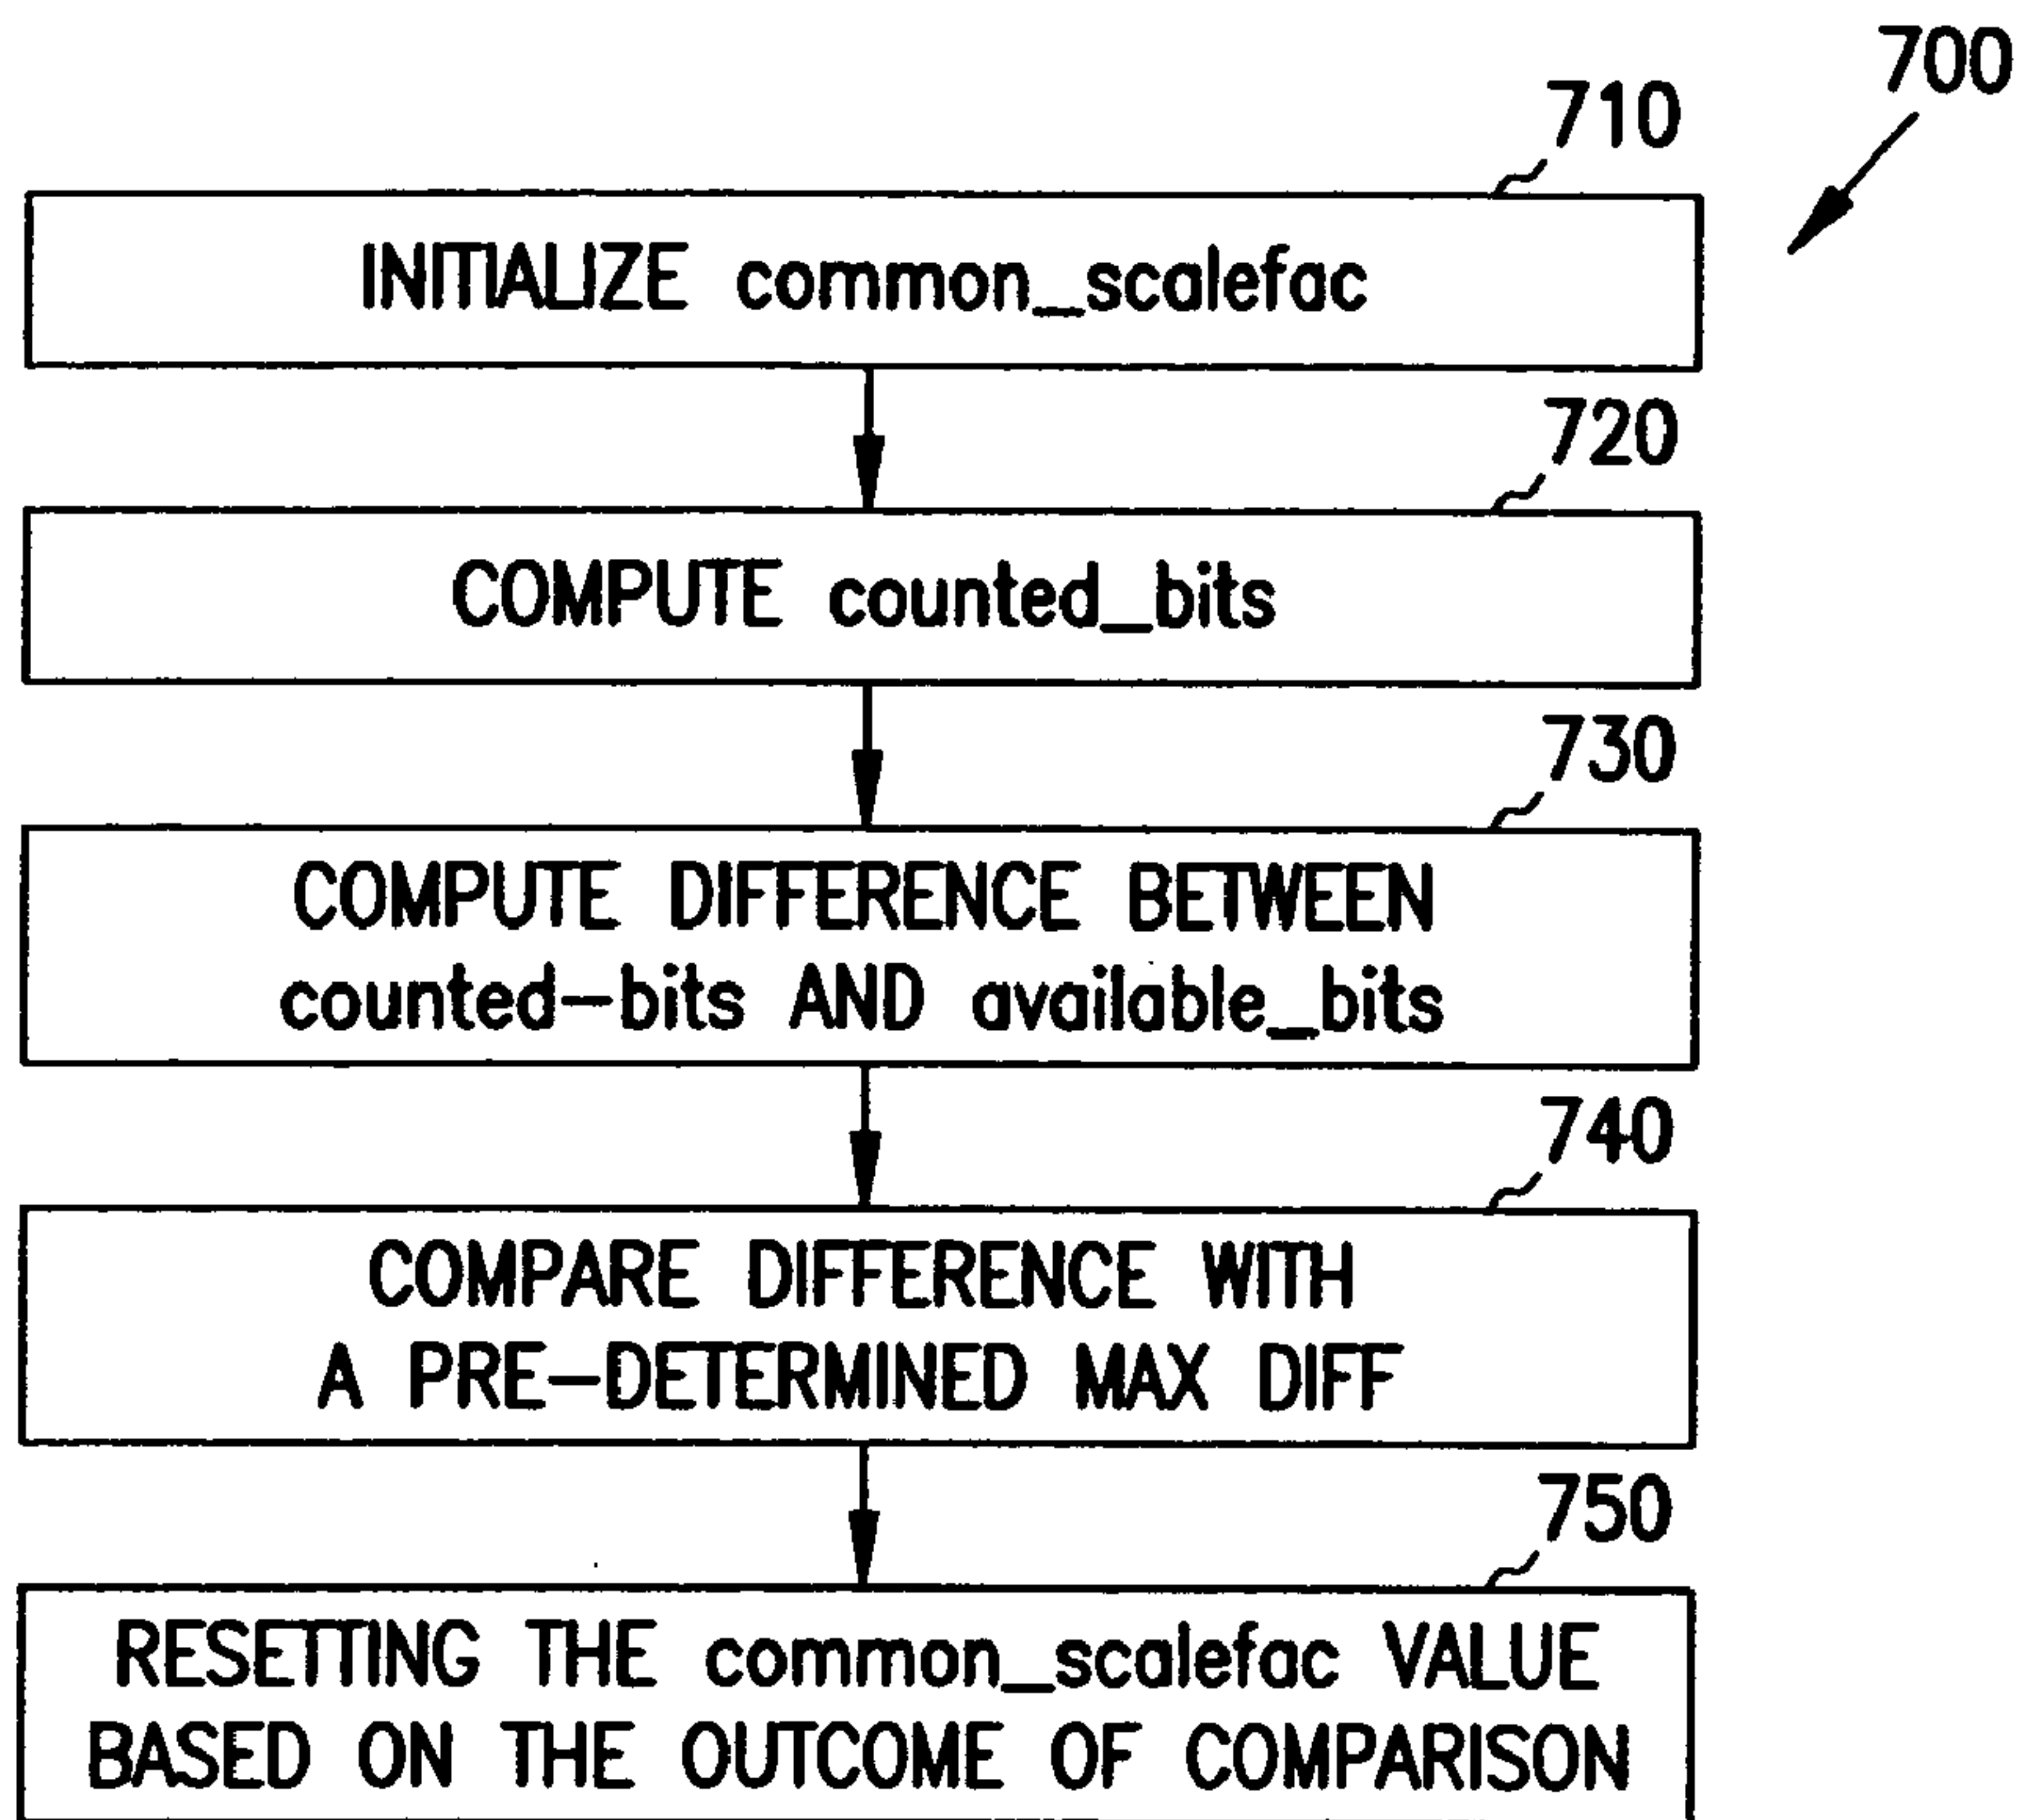 700
710
INITIALIZE common_scalefac
720
COMPUTE counted_bits
730
COMPUTE DIFFERENCE BETWEEN
counted-bits AND available_bits
740
COMPARE DIFFERENCE WITH
A PRE-DETERMINED MAX DIFF
750
RESETTING THE common_scalefac VALUE
BASED ON THE OUTCOME OF COMPARISON